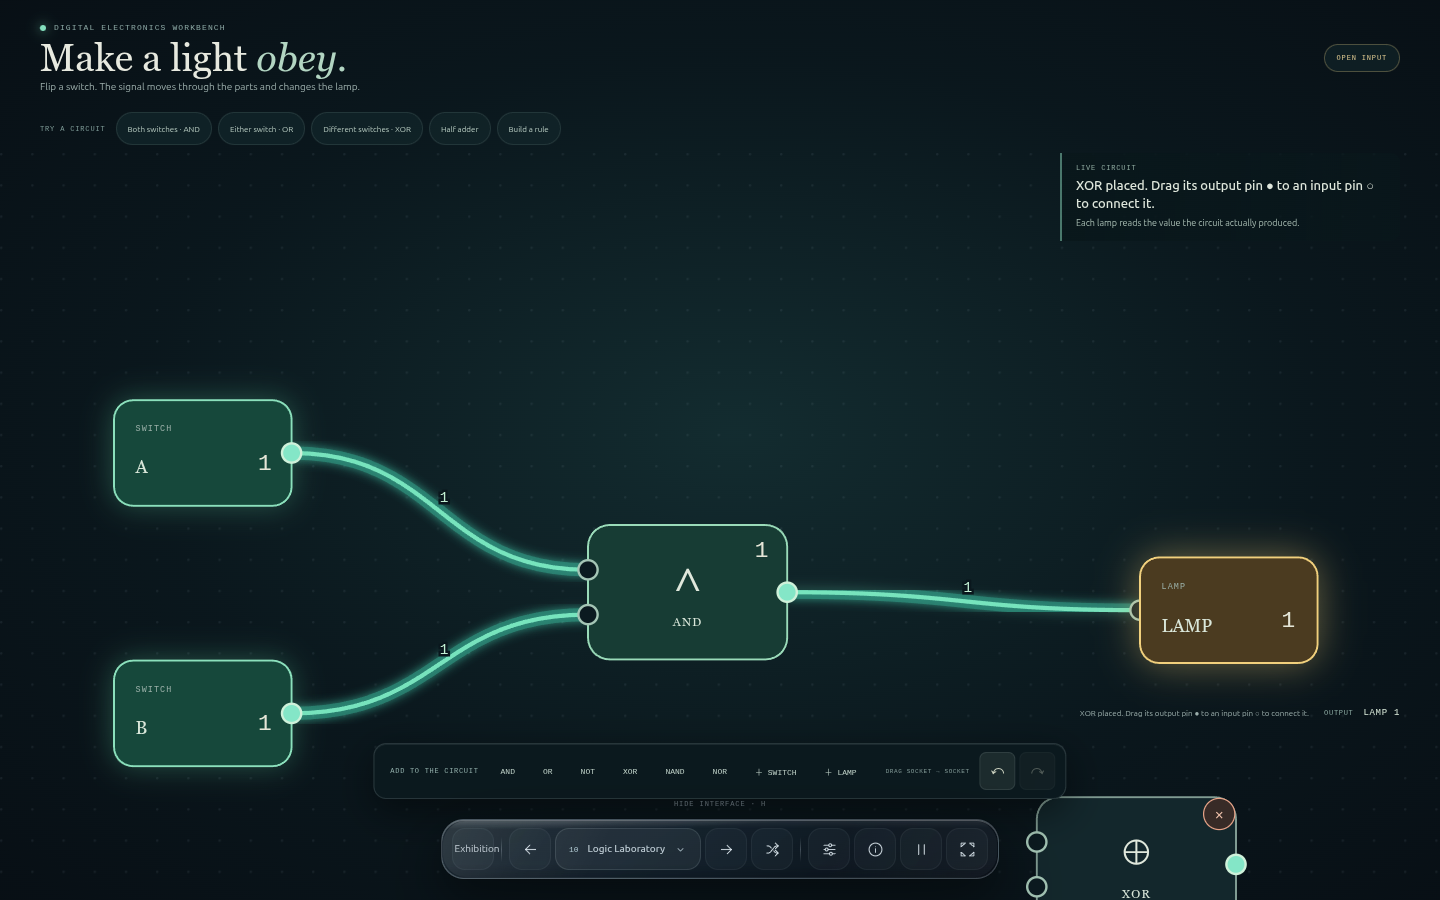 DIGITAL ELECTRONICS WORKBENCH
Make a light obey.
Flip a switch. The signal moves through the parts and changes the lamp.
OPEN INPUT
TRY A CIRCUIT
Both switches · AND
Either switch · OR
Different switches · XOR
Half adder
Build a rule
LIVE CIRCUIT
XOR placed. Drag its output pin ● to an input pin ○
to connect it.
Each lamp reads the value the circuit actually produced.
SWITCH
A 1
1
1
∧
AND
1
LAMP
LAMP 1
1
SWITCH
B 1
XOR placed. Drag its output pin ● to an input pin ○ to connect it.
OUTPUT LAMP 1
ADD TO THE CIRCUIT
AND
OR
NOT
XOR
NAND
NOR
+ SWITCH
+ LAMP
DRAG SOCKET → SOCKET
HIDE INTERFACE · H
Exhibition
10 Logic Laboratory
×
⊕
XOR